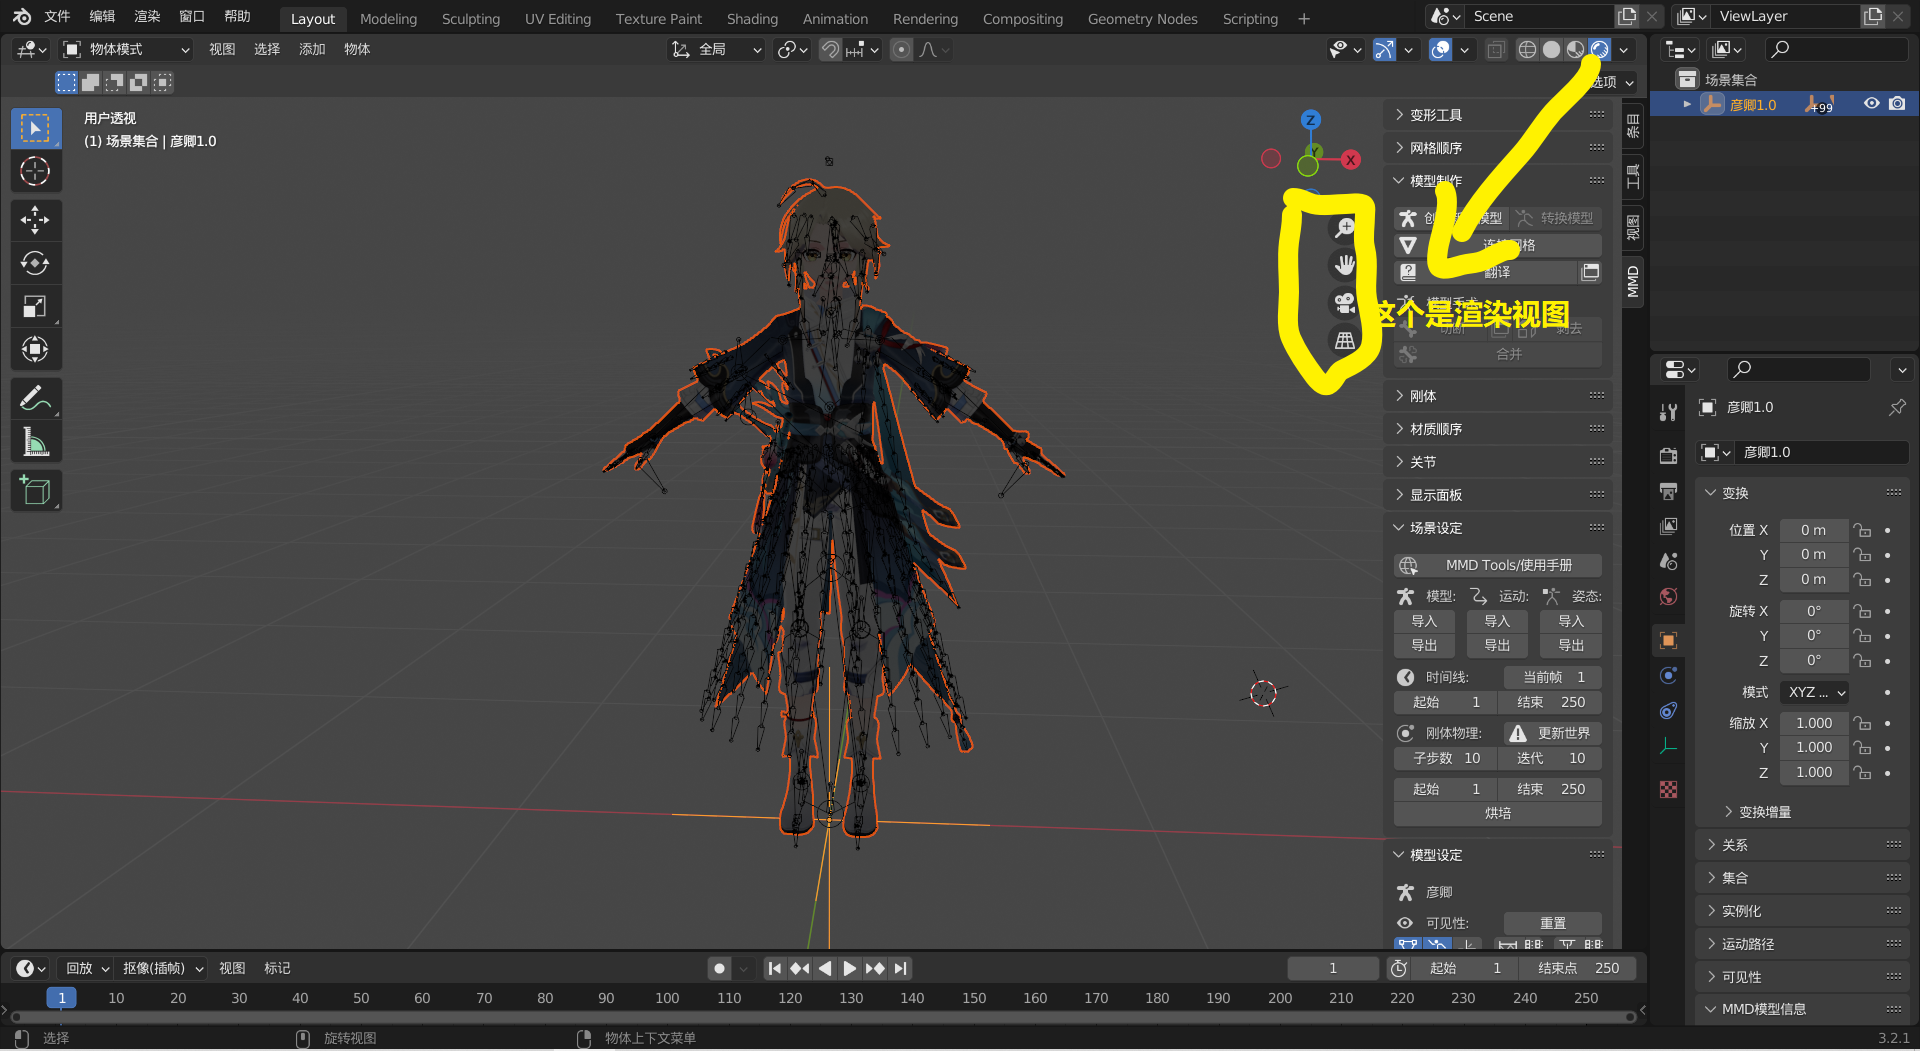 文件 编辑 渲染 窗口 帮助 Layout Modeling Sculpting UV Editing Texture Paint Shading Animation Rendering Compositing Geometry Nodes Scripting + Scene ViewLayer
物体模式 视图 选择 添加 物体 全局
选项
用户透视
(1) 场景集合 | 彦卿1.0
Z
Y
X
变形工具
网格顺序
模型制作
模型 转换模型
翻译
这个是渲染视图
切断 剥去
合并
刚体
材质顺序
关节
显示面板
场景设定
MMD Tools/使用手册
模型: 运动: 姿态:
导入 导入 导入
导出 导出 导出
时间线: 当前帧 1
起始 1 结束 250
刚体物理: 更新世界
子步数 10 迭代 10
起始 1 结束 250
烘培
模型设定
彦卿
可见性: 重置
条目
工具
视图
MMD
场景集合
彦卿1.0 +99
彦卿1.0
彦卿1.0
变换
位置 X 0 m
Y 0 m
Z 0 m
旋转 X 0°
Y 0°
Z 0°
模式 XYZ ...
缩放 X 1.000
Y 1.000
Z 1.000
变换增量
关系
集合
实例化
运动路径
可见性
MMD模型信息
回放 抠像(插帧) 视图 标记 1 起始 1 结束点 250
1 10 20 30 40 50 60 70 80 90 100 110 120 130 140 150 160 170 180 190 200 210 220 230 240 250
选择 旋转视图 物体上下文菜单 3.2.1